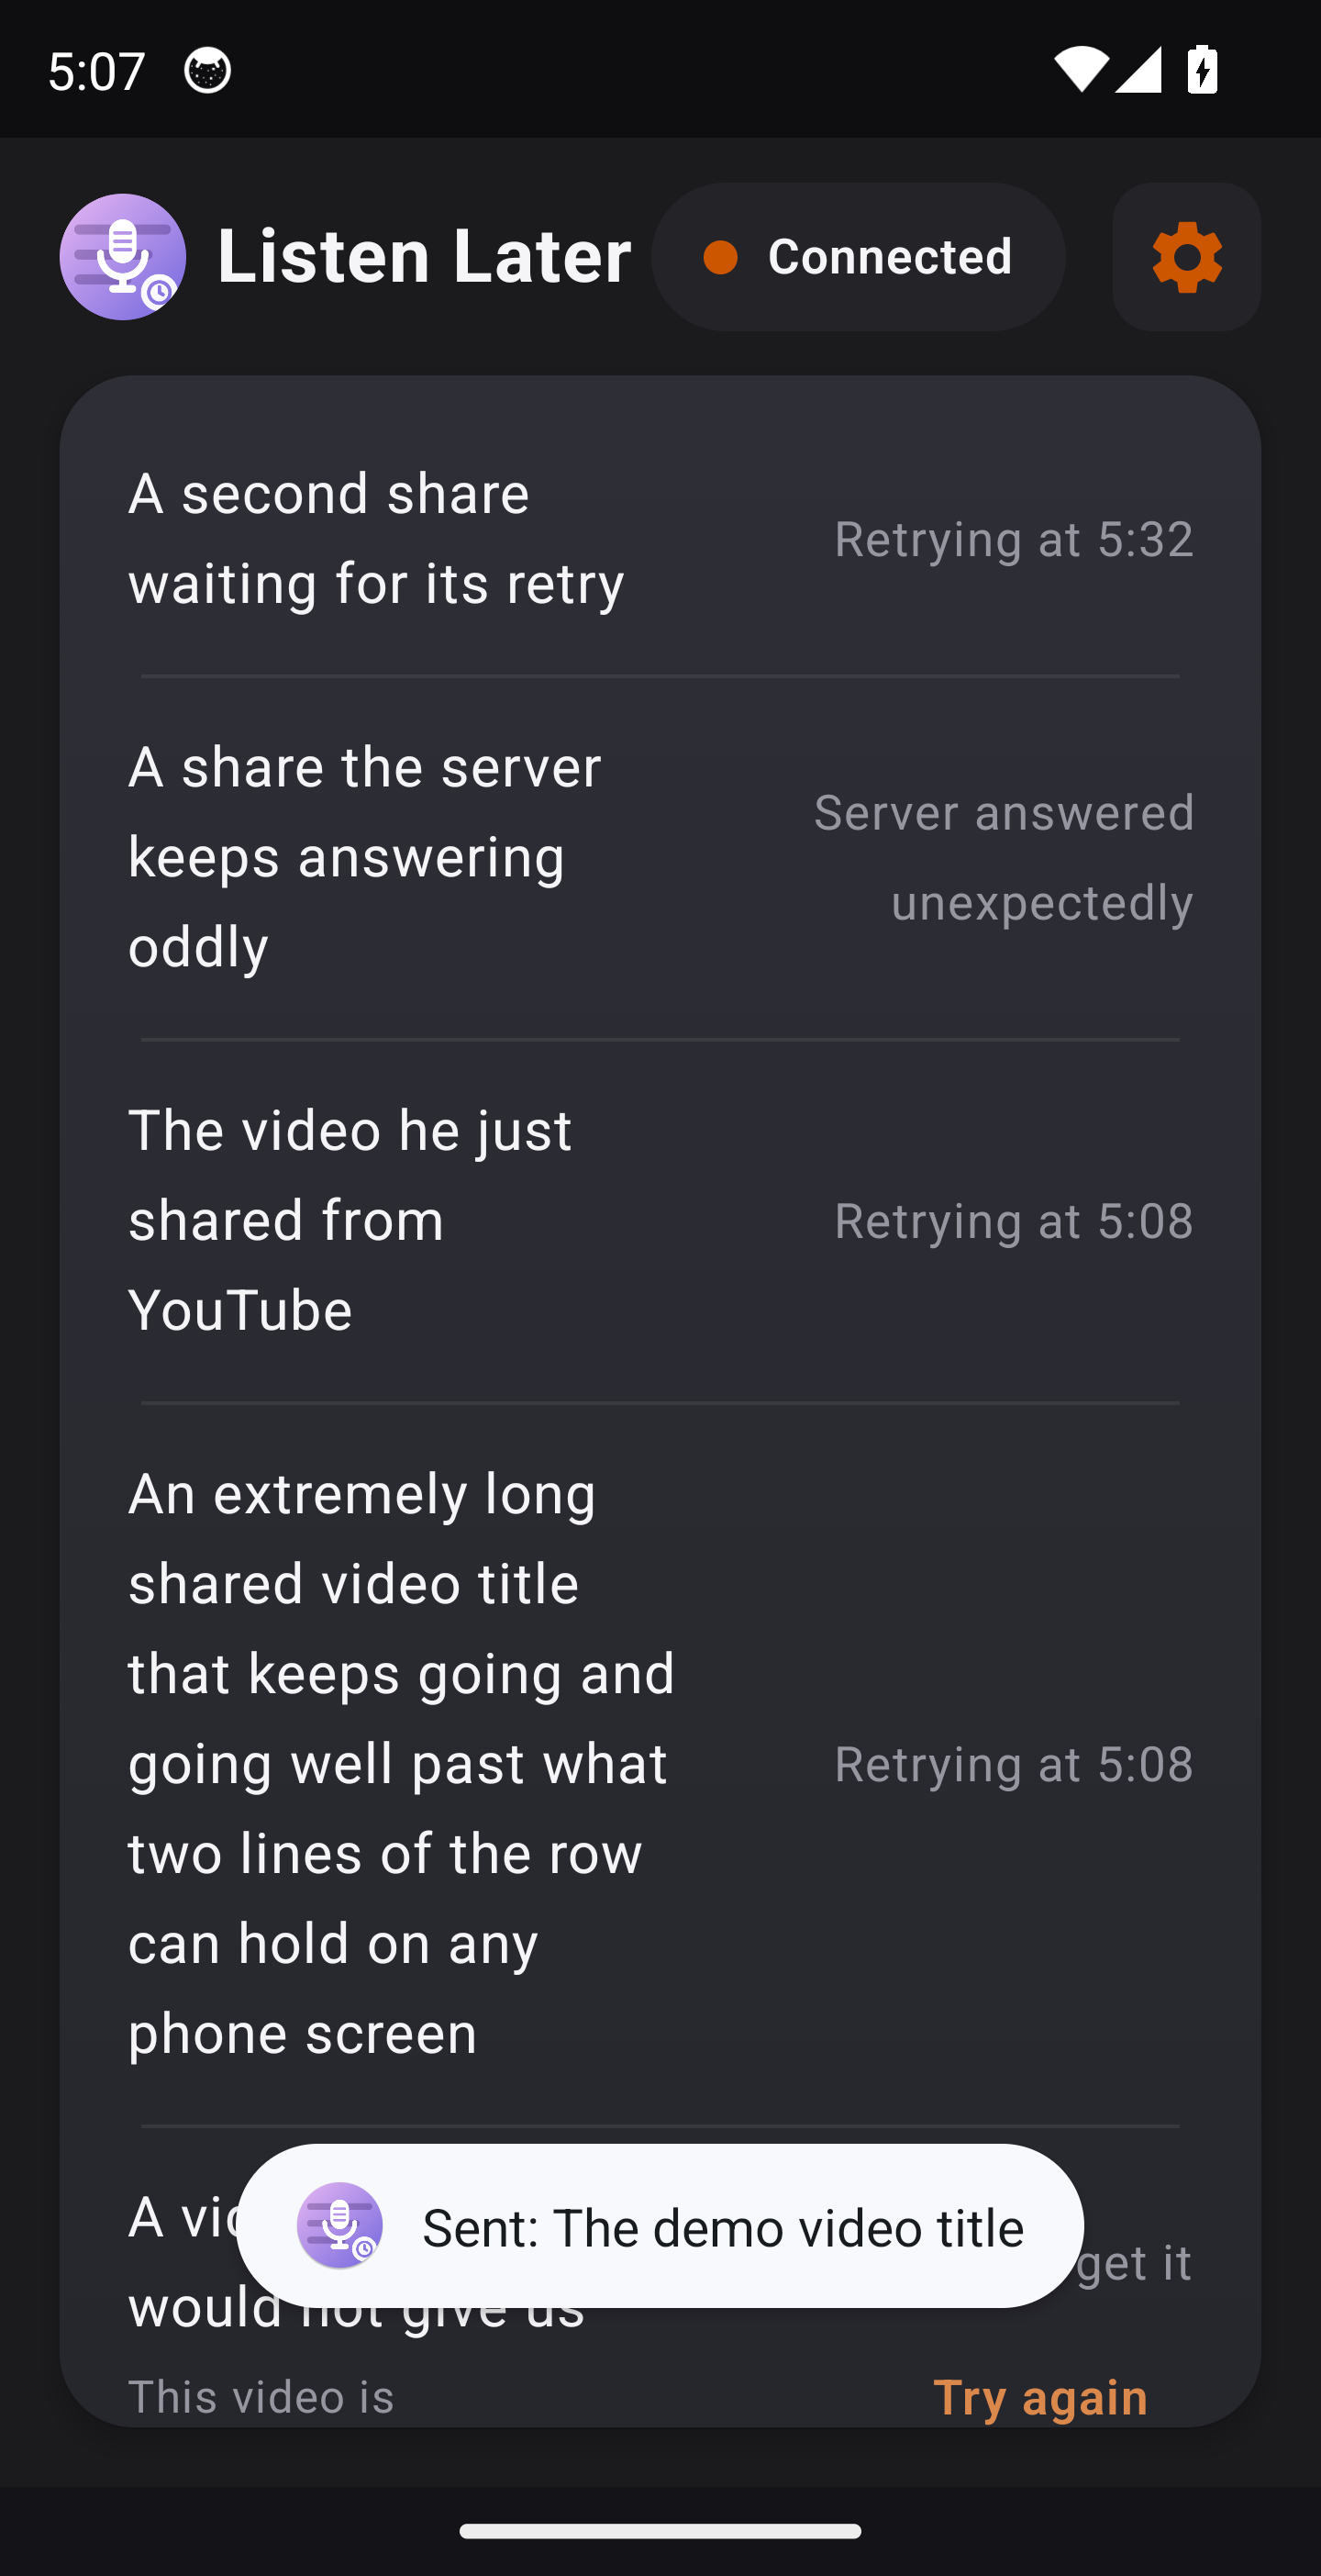 5:07
Listen Later
Connected
A second share
waiting for its retry
Retrying at 5:32
A share the server
keeps answering
oddly
Server answered
unexpectedly
The video he just
shared from
YouTube
Retrying at 5:08
An extremely long
shared video title
that keeps going and
going well past what
two lines of the row
can hold on any
phone screen
Retrying at 5:08
A
get it
Sent: The demo video title
would not give us
This video is
Try again